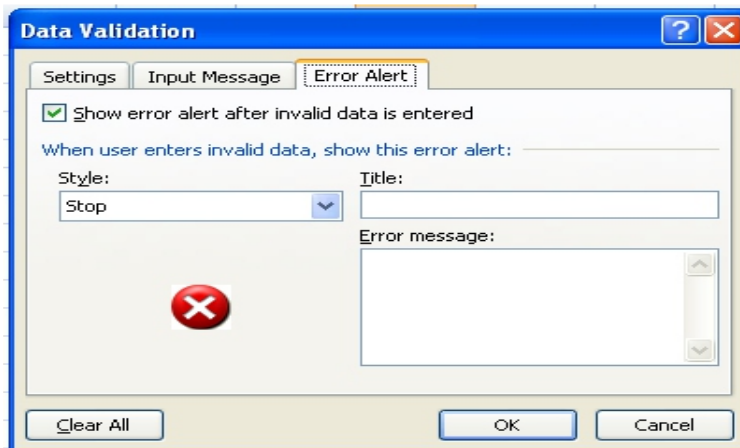 Data Validation
Settings Input Message Error Alert
Show error alert after invalid data is entered
When user enters invalid data, show this error alert:
Style: Title:
Stop
Error message:
Clear All OK Cancel